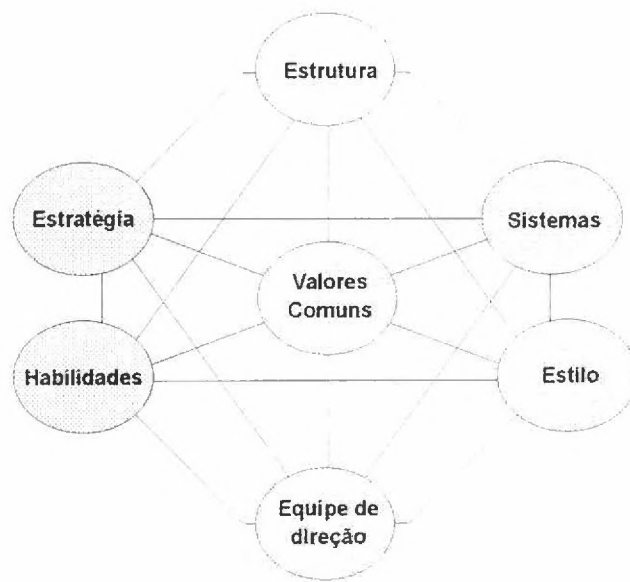 Estrutura
Estratégia
Sistemas
Valores
Comuns
Habilidades
Estilo
Equipe de
direção